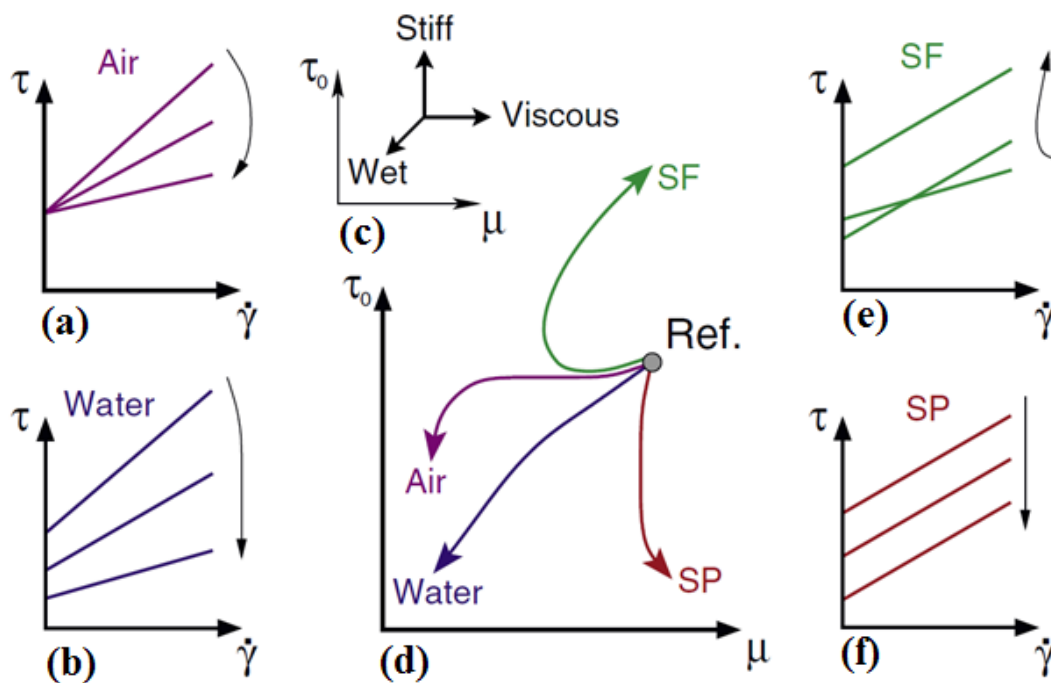 Air
τ
γ̇
(a)
Water
τ
γ̇
(b)
Stiff
τ₀
Viscous
Wet
μ
(c)
SF
τ₀
Ref.
Air
Water
SP
μ
(d)
SF
τ
γ̇
(e)
SP
τ
γ̇
(f)